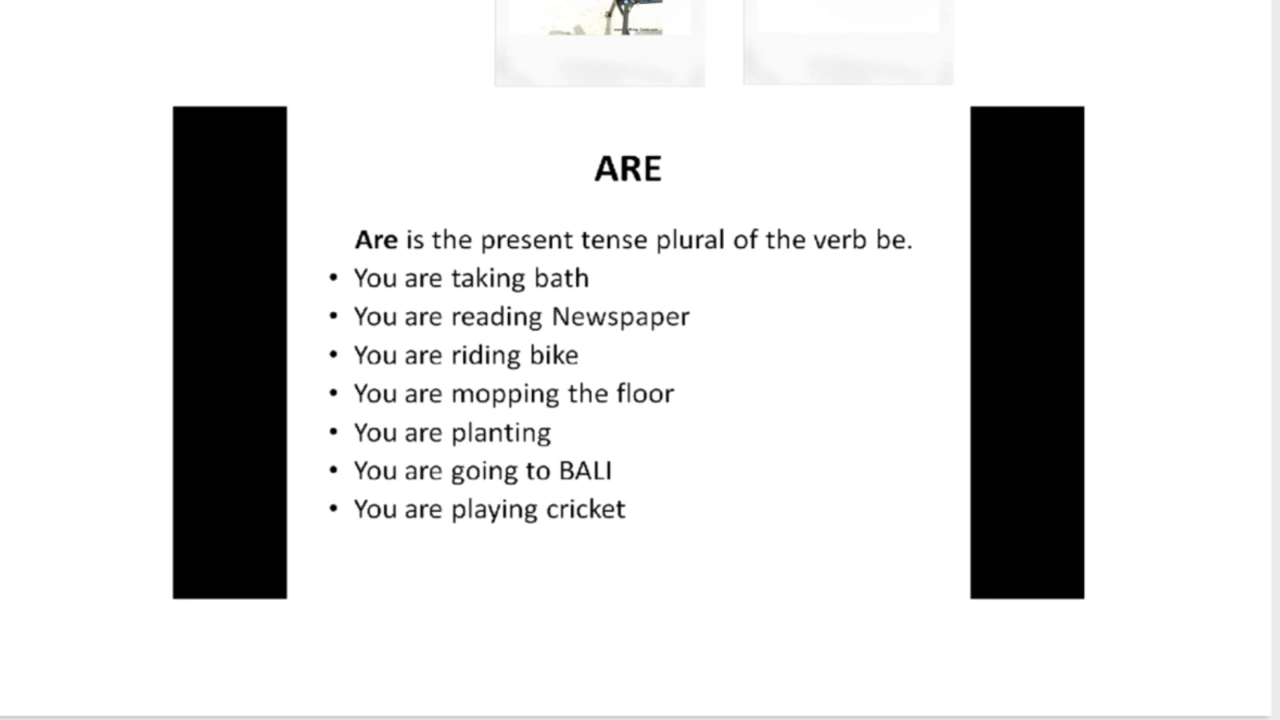 ARE
Are is the present tense plural of the verb be.
• You are taking bath
• You are reading Newspaper
• You are riding bike
• You are mopping the floor
• You are planting
• You are going to BALI
• You are playing cricket